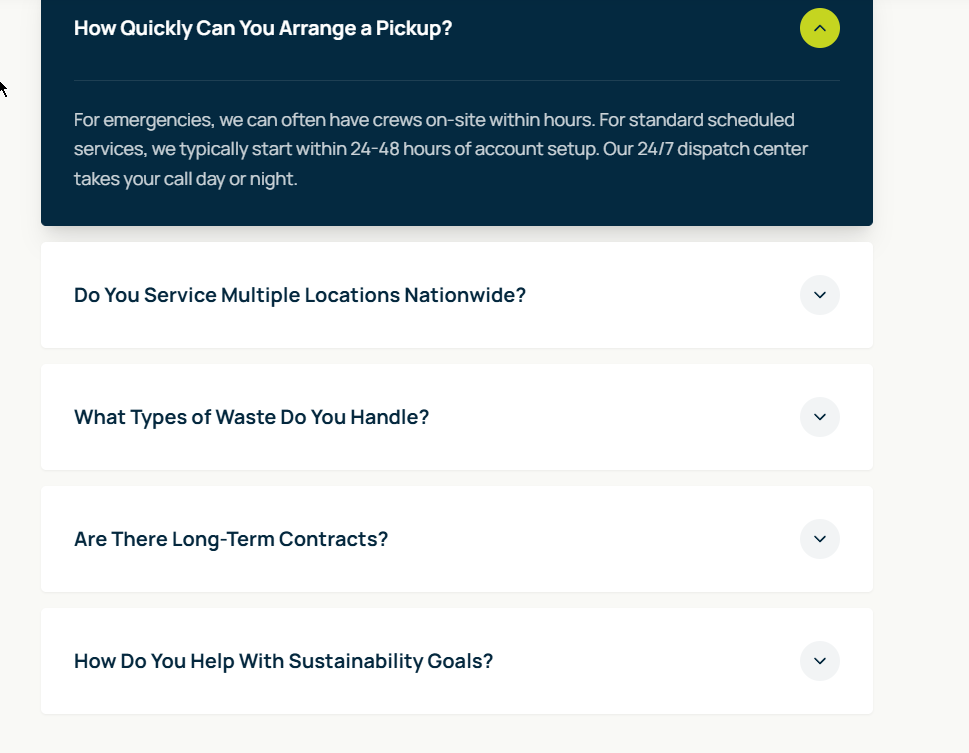 How Quickly Can You Arrange a Pickup?
For emergencies, we can often have crews on-site within hours. For standard scheduled
services, we typically start within 24-48 hours of account setup. Our 24/7 dispatch center
takes your call day or night.
Do You Service Multiple Locations Nationwide?
What Types of Waste Do You Handle?
Are There Long-Term Contracts?
How Do You Help With Sustainability Goals?